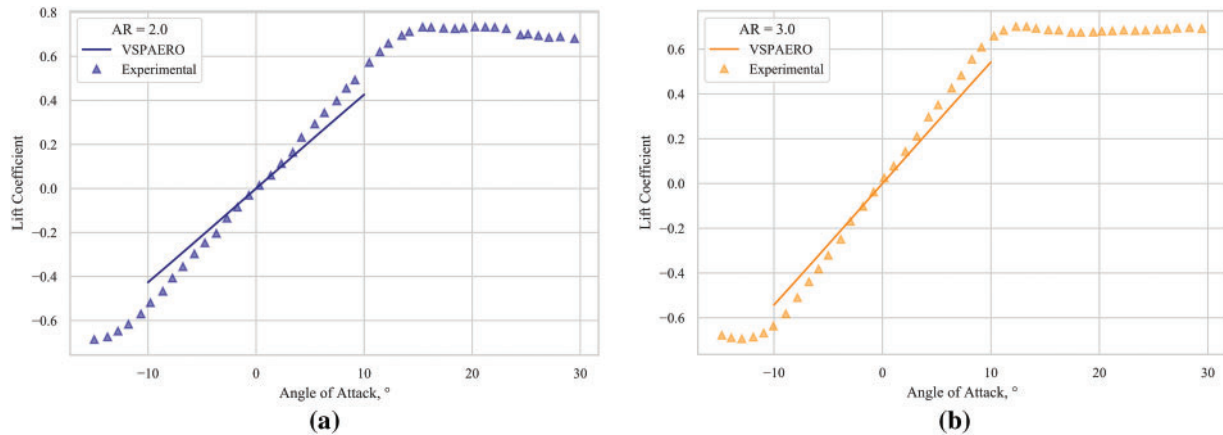 0.8
0.6
0.4
0.2
0.0
−0.2
−0.4
−0.6
Lift Coefficient
AR = 2.0
VSPAERO
Experimental
−10
0
10
20
30
Angle of Attack, °
(a)
0.6
0.4
0.2
0.0
−0.2
−0.4
−0.6
Lift Coefficient
AR = 3.0
VSPAERO
Experimental
−10
0
10
20
30
Angle of Attack, °
(b)